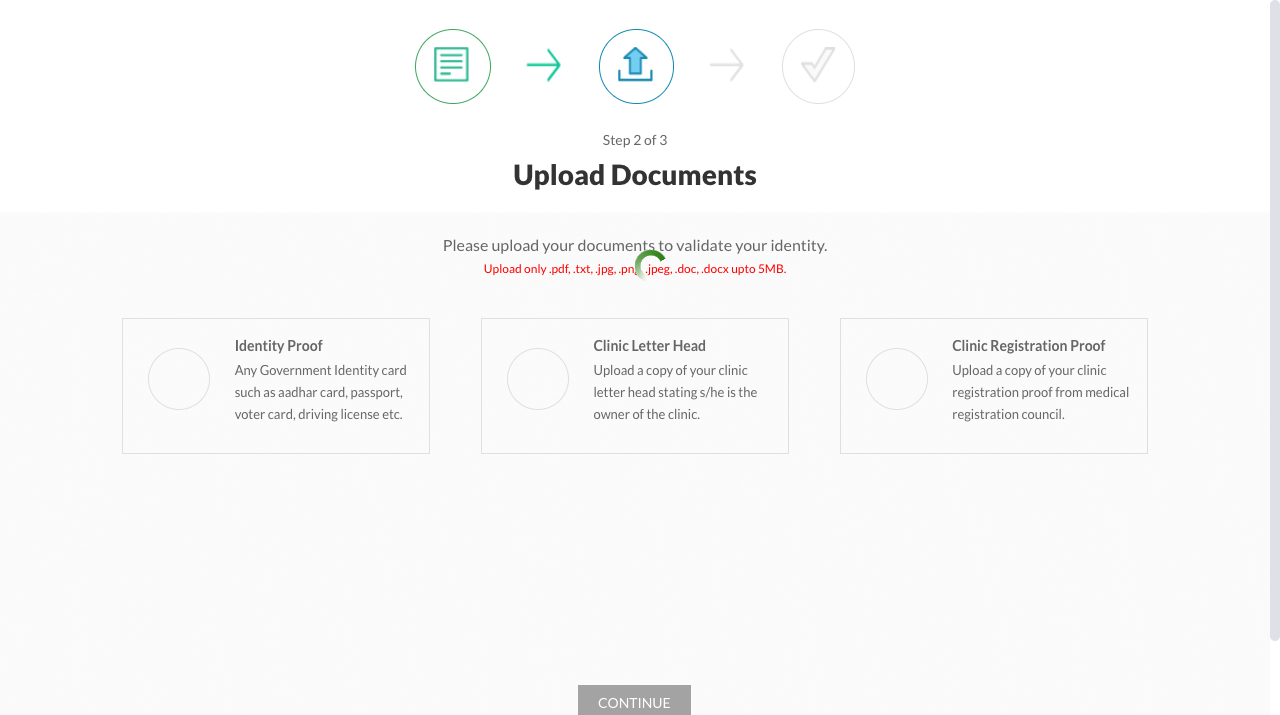 Step 2 of 3
Upload Documents
Please upload your documents to validate your identity.
Upload only .pdf, .txt, .jpg, .png, .jpeg, .doc, .docx upto 5MB.
Identity Proof
Any Government Identity card
such as aadhar card, passport,
voter card, driving license etc.
Clinic Letter Head
Upload a copy of your clinic
letter head stating s/he is the
owner of the clinic.
Clinic Registration Proof
Upload a copy of your clinic
registration proof from medical
registration council.
CONTINUE